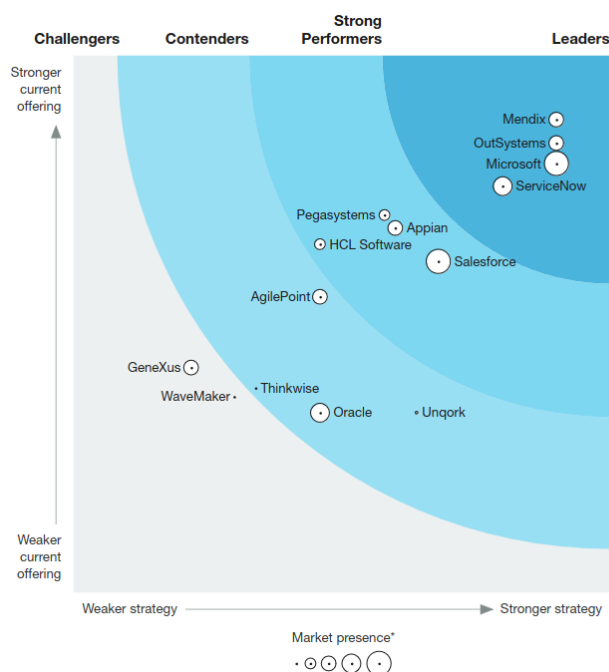 Challengers
Contenders
Strong
Performers
Leaders
Stronger
current
offering
Mendix
OutSystems
Microsoft
ServiceNow
Pegasystems
Appian
HCL Software
Salesforce
AgilePoint
GeneXus
Thinkwise
WaveMaker
Oracle
Unqork
Weaker
current
offering
Weaker strategy
Stronger strategy
Market presence*